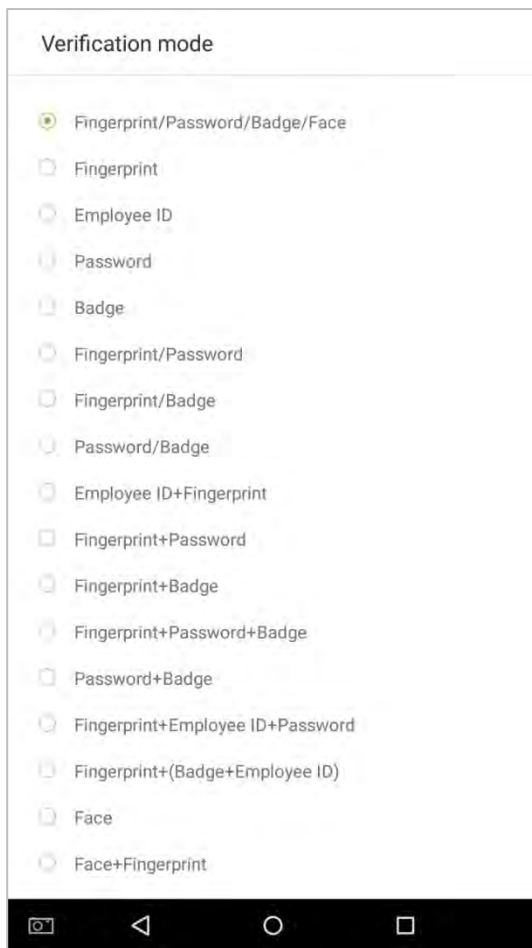 Verification mode
Fingerprint/Password/Badge/Face
Fingerprint
Employee ID
Password
Badge
Fingerprint/Password
Fingerprint/Badge
Password/Badge
Employee ID+Fingerprint
Fingerprint+Password
Fingerprint+Badge
Fingerprint+Password+Badge
Password+Badge
Fingerprint+Employee ID+Password
Fingerprint+(Badge+Employee ID)
Face
Face+Fingerprint